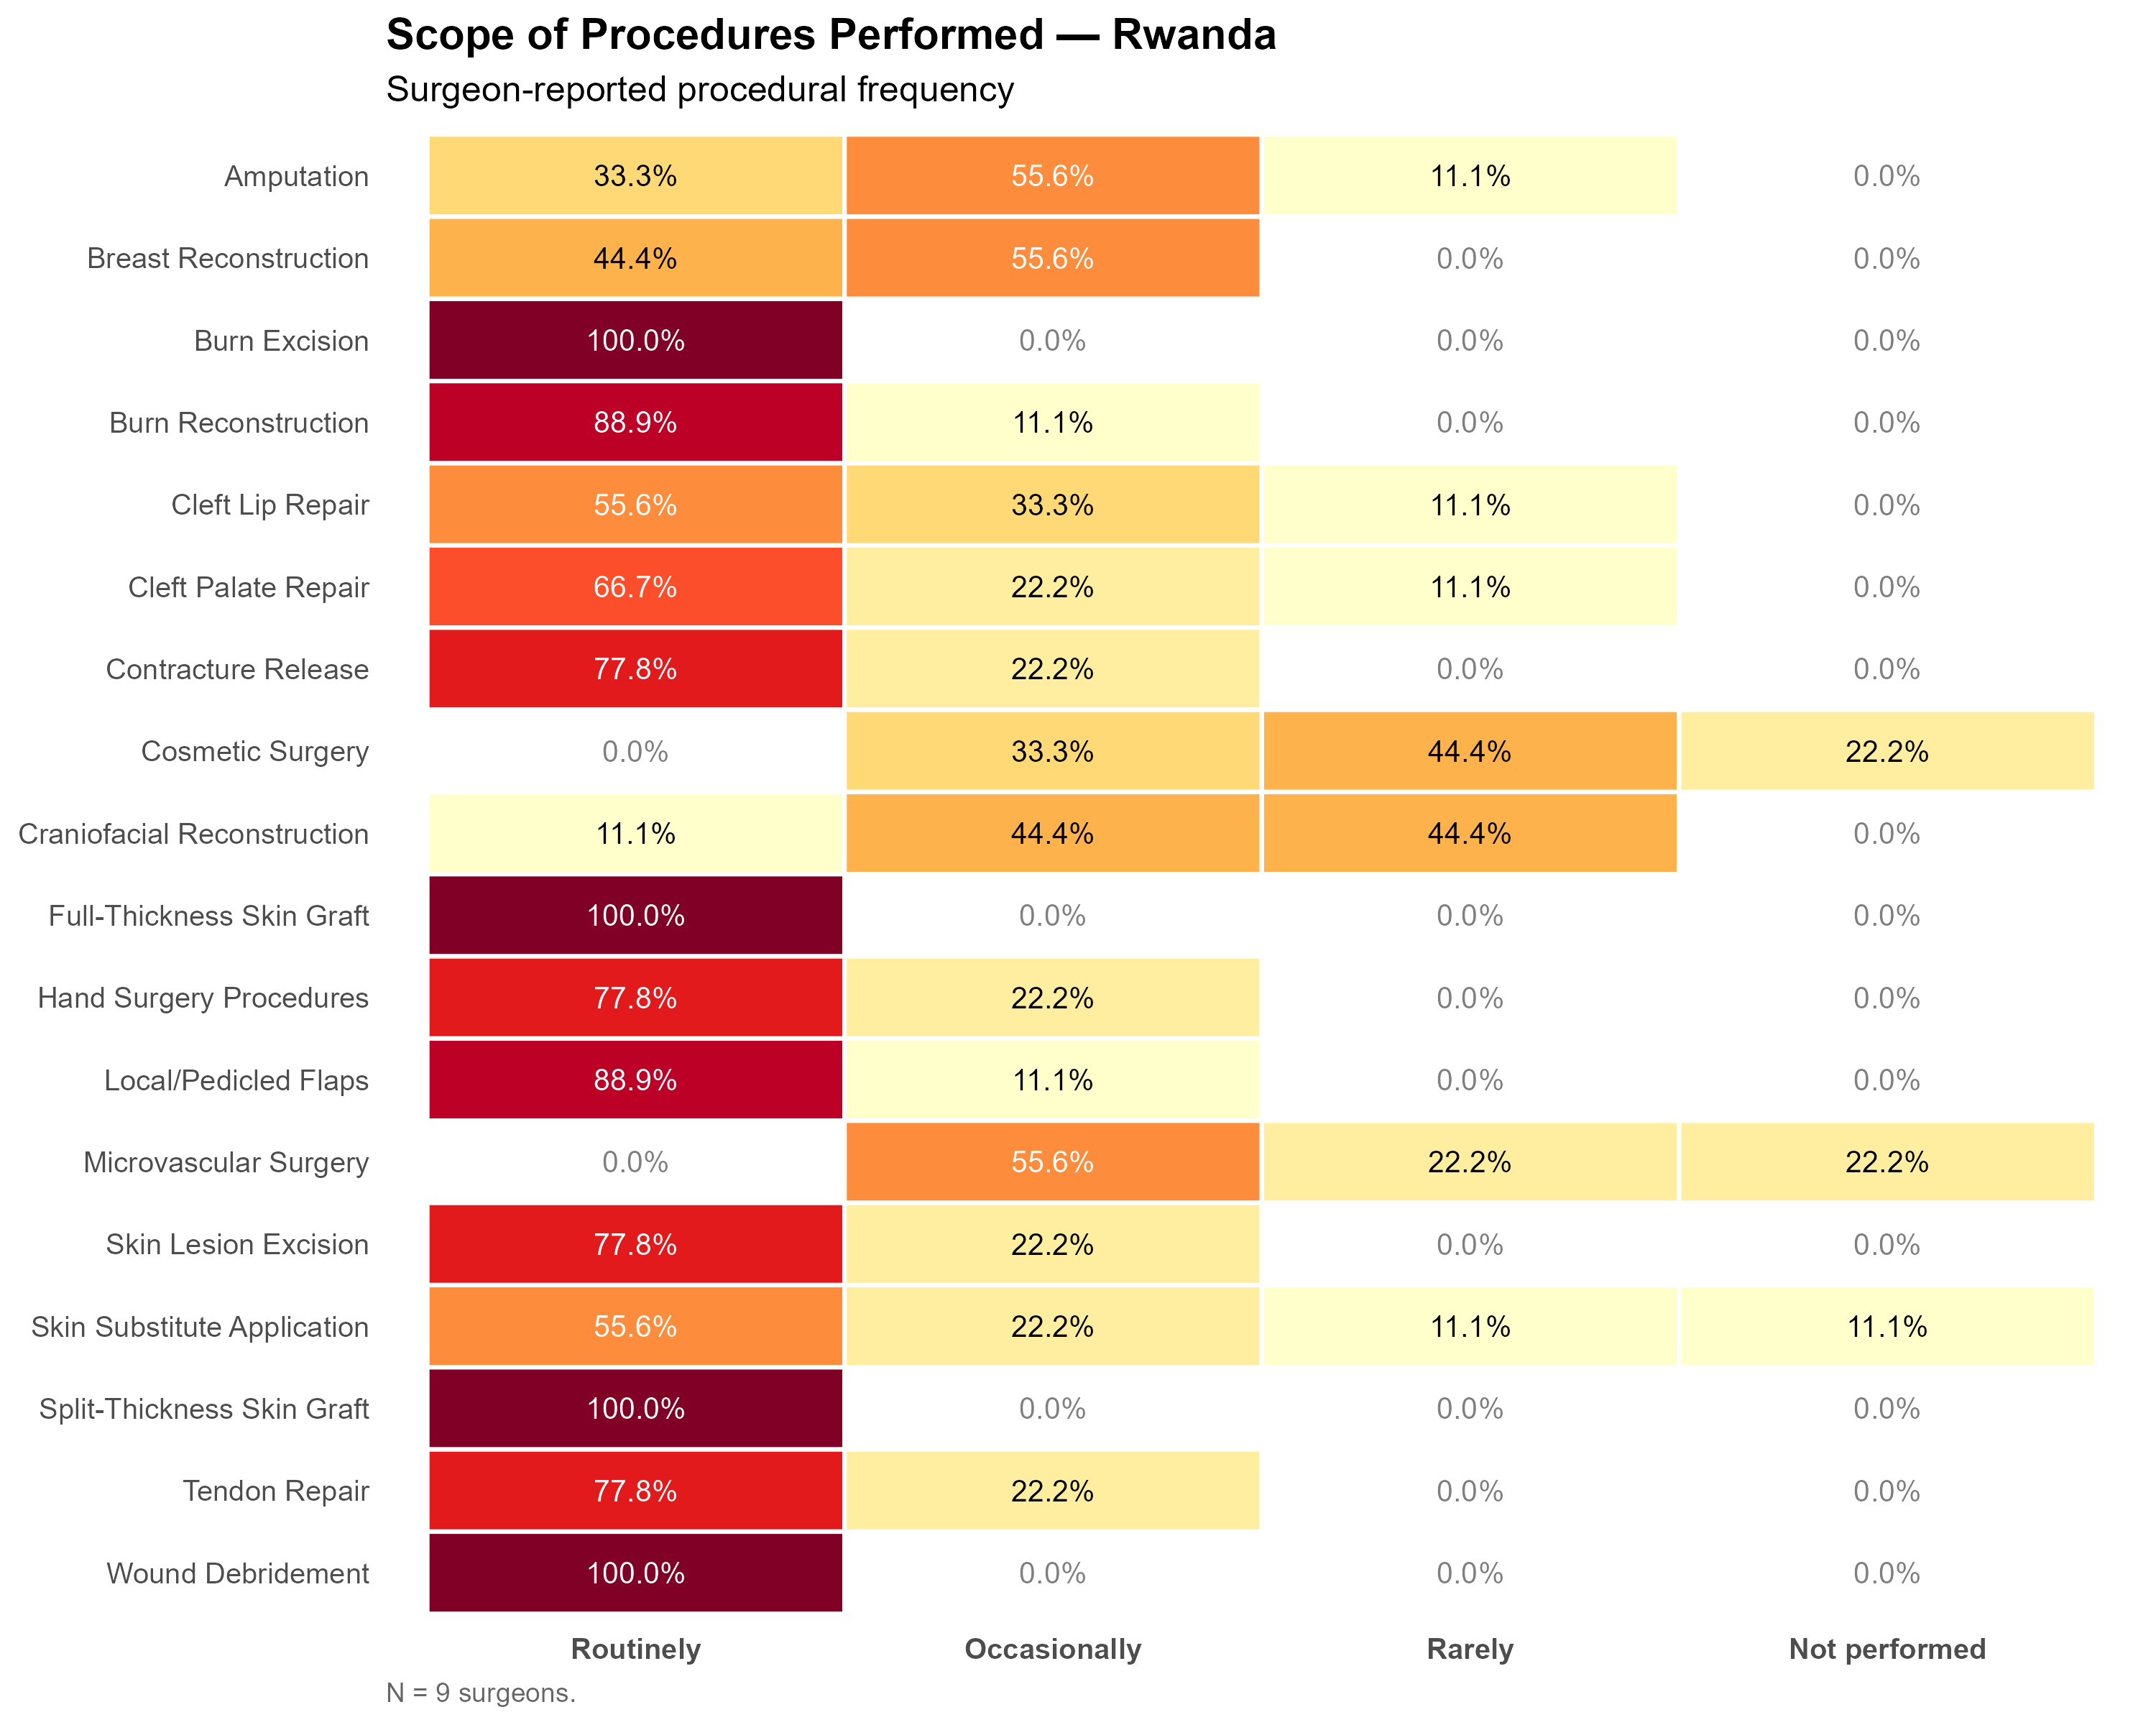 Scope of Procedures Performed — Rwanda
Surgeon-reported procedural frequency
Amputation 33.3% 55.6% 11.1% 0.0%
Breast Reconstruction 44.4% 55.6% 0.0% 0.0%
Burn Excision 100.0% 0.0% 0.0% 0.0%
Burn Reconstruction 88.9% 11.1% 0.0% 0.0%
Cleft Lip Repair 55.6% 33.3% 11.1% 0.0%
Cleft Palate Repair 66.7% 22.2% 11.1% 0.0%
Contracture Release 77.8% 22.2% 0.0% 0.0%
Cosmetic Surgery 0.0% 33.3% 44.4% 22.2%
Craniofacial Reconstruction 11.1% 44.4% 44.4% 0.0%
Full-Thickness Skin Graft 100.0% 0.0% 0.0% 0.0%
Hand Surgery Procedures 77.8% 22.2% 0.0% 0.0%
Local/Pedicled Flaps 88.9% 11.1% 0.0% 0.0%
Microvascular Surgery 0.0% 55.6% 22.2% 22.2%
Skin Lesion Excision 77.8% 22.2% 0.0% 0.0%
Skin Substitute Application 55.6% 22.2% 11.1% 11.1%
Split-Thickness Skin Graft 100.0% 0.0% 0.0% 0.0%
Tendon Repair 77.8% 22.2% 0.0% 0.0%
Wound Debridement 100.0% 0.0% 0.0% 0.0%
Routinely Occasionally Rarely Not performed
N = 9 surgeons.